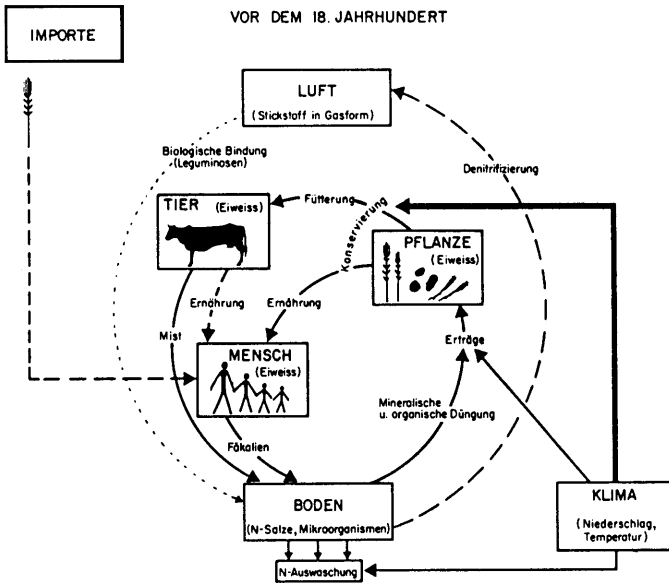 VOR DEM 18. JAHRHUNDERT
IMPORTE
LUFT
(Stickstoff in Gasform)
Biologische Bindung
(Leguminosen)
Denitrifizierung
TIER (Eiweiss)
Fütterung
Konservierung
PFLANZE
(Eiweiss)
Ernährung
Ernährung
Mist
Erträge
MENSCH
(Eiweiss)
Mineralische
u. organische Düngung
Fäkalien
BODEN
(N-Salze, Mikroorganismen)
KLIMA
(Niederschlag,
Temperatur)
N-Auswaschung